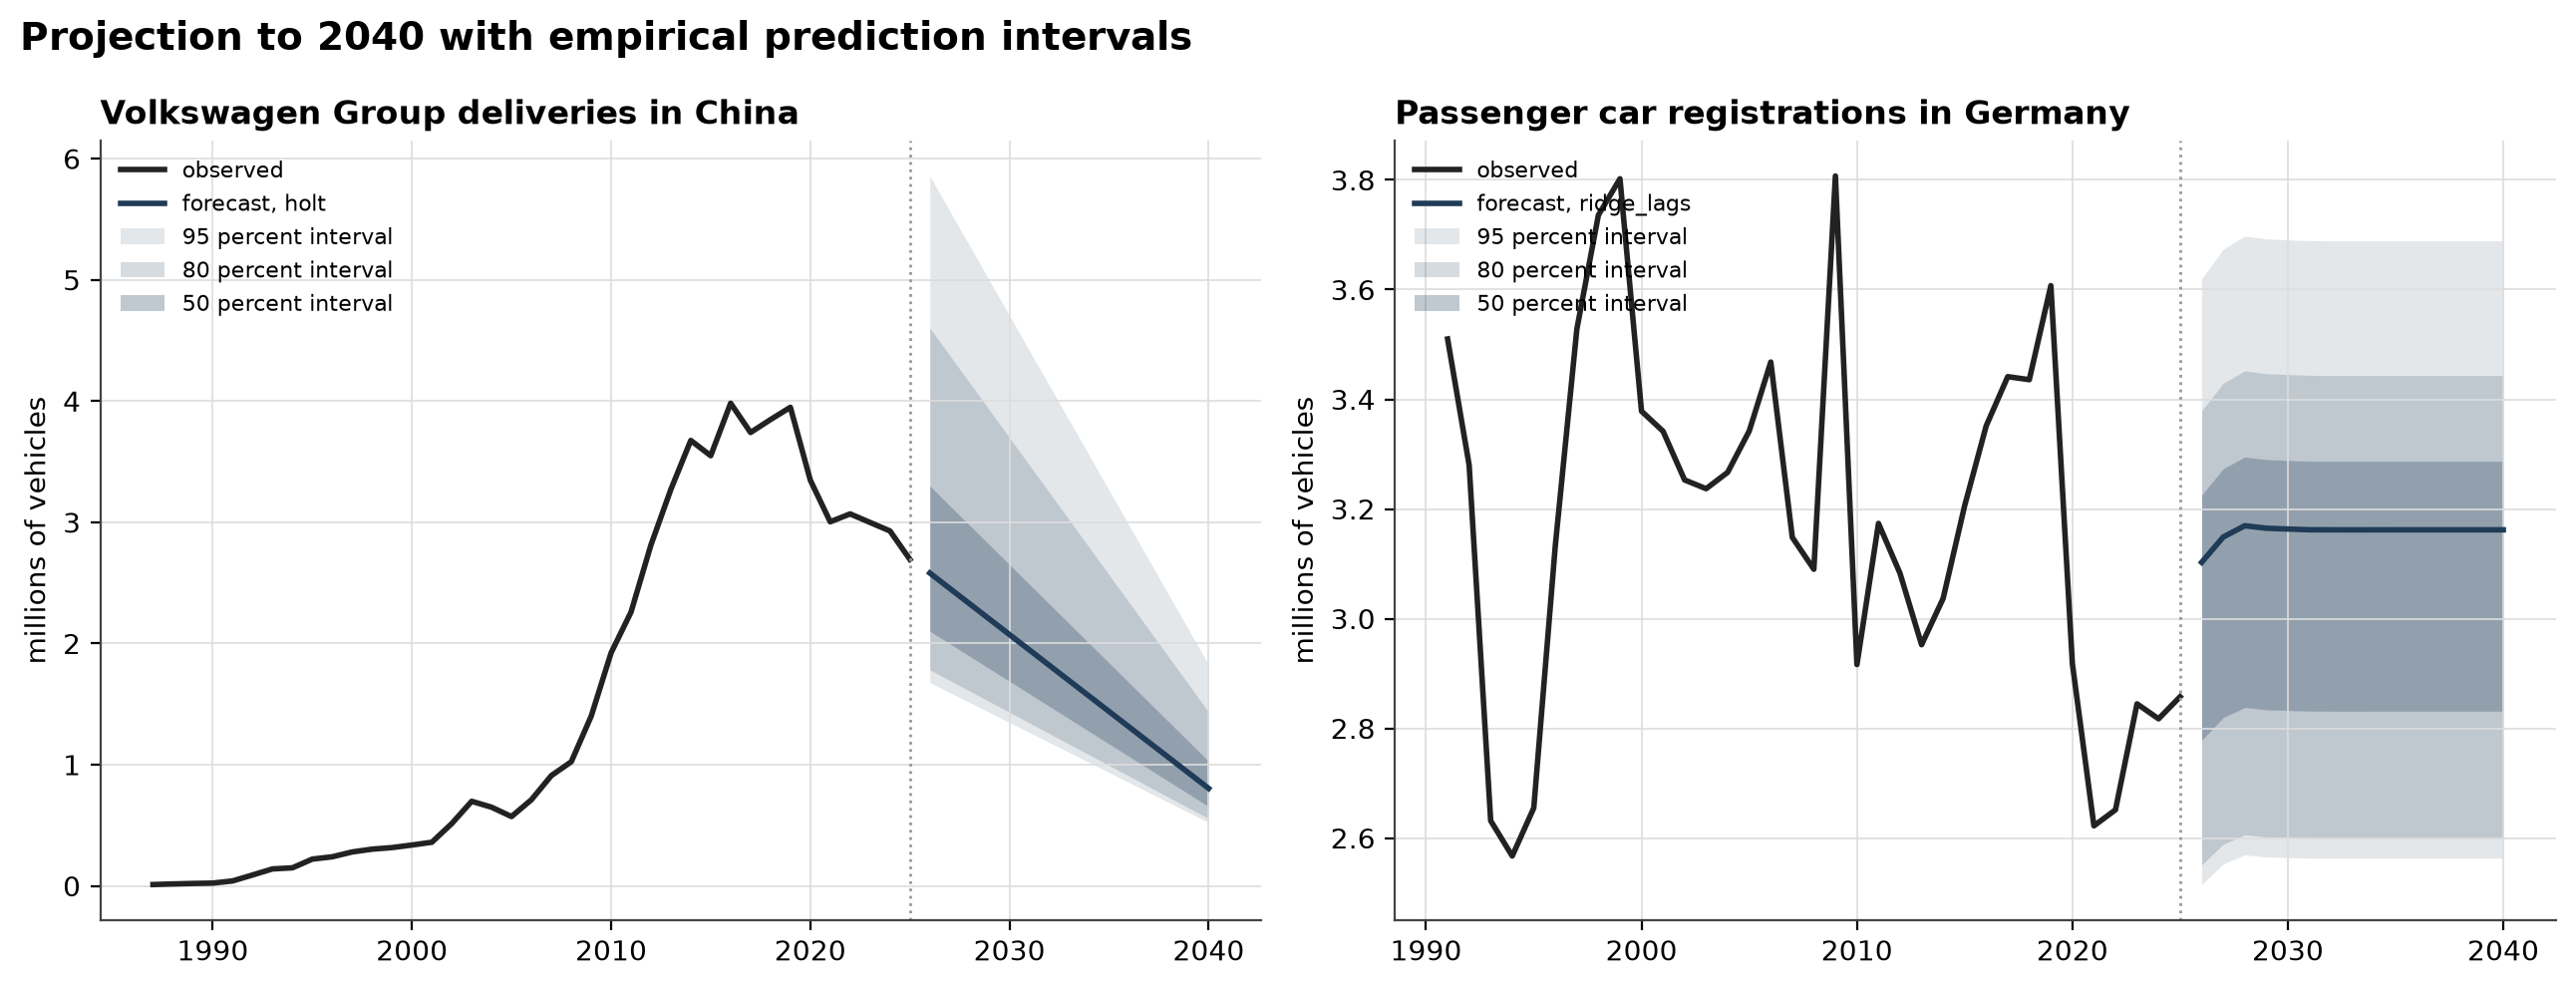 Projection to 2040 with empirical prediction intervals
Volkswagen Group deliveries in China
6
5
4
3
2
1
0
millions of vehicles
observed
forecast, holt
95 percent interval
80 percent interval
50 percent interval
1990 2000 2010 2020 2030 2040
Passenger car registrations in Germany
3.8
3.6
3.4
3.2
3.0
2.8
2.6
millions of vehicles
observed
forecast, ridge_lags
95 percent interval
80 percent interval
50 percent interval
1990 2000 2010 2020 2030 2040